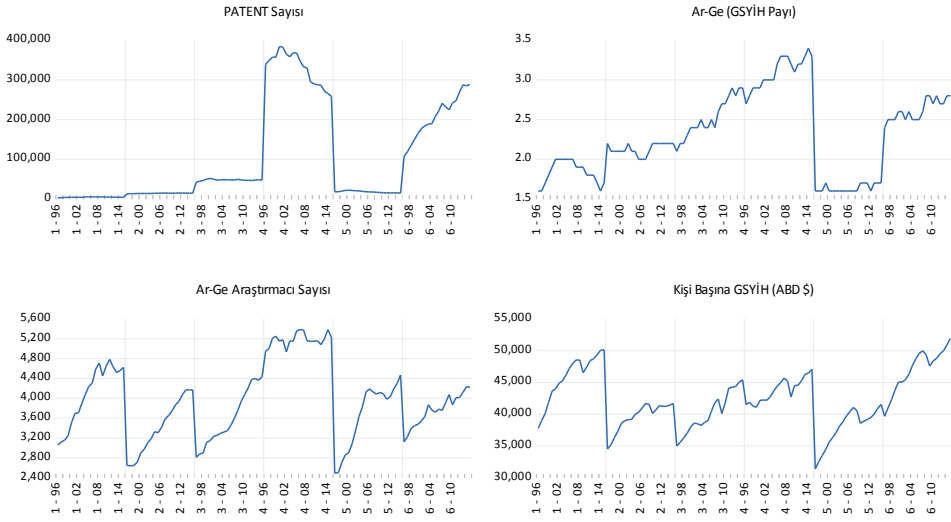 PATENT Sayısı
400,000
300,000
200,000
100,000
0
1 - 96
1 - 02
1 - 08
1 - 14
2 - 00
2 - 06
2 - 12
3 - 98
3 - 04
3 - 10
4 - 96
4 - 02
4 - 08
4 - 14
5 - 00
5 - 06
5 - 12
6 - 98
6 - 04
6 - 10
Ar-Ge (GSYİH Payı)
3.5
3.0
2.5
2.0
1.5
1 - 96
1 - 02
1 - 08
1 - 14
2 - 00
2 - 06
2 - 12
3 - 98
3 - 04
3 - 10
4 - 96
4 - 02
4 - 08
4 - 14
5 - 00
5 - 06
5 - 12
6 - 98
6 - 04
6 - 10
Ar-Ge Araştırmacı Sayısı
5,600
5,200
4,800
4,400
4,000
3,600
3,200
2,800
2,400
1 - 96
1 - 02
1 - 08
1 - 14
2 - 00
2 - 06
2 - 12
3 - 98
3 - 04
3 - 10
4 - 96
4 - 02
4 - 08
4 - 14
5 - 00
5 - 06
5 - 12
6 - 98
6 - 04
6 - 10
Kişi Başına GSYİH (ABD $)
55,000
50,000
45,000
40,000
35,000
30,000
1 - 96
1 - 02
1 - 08
1 - 14
2 - 00
2 - 06
2 - 12
3 - 98
3 - 04
3 - 10
4 - 96
4 - 02
4 - 08
4 - 14
5 - 00
5 - 06
5 - 12
6 - 98
6 - 04
6 - 10